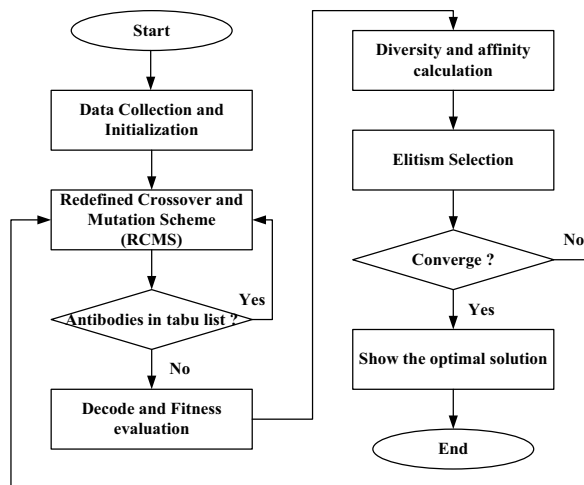 Start
Data Collection and
Initialization
Redefined Crossover and
Mutation Scheme
(RCMS)
Yes
Antibodies in tabu list ?
No
Decode and Fitness
evaluation
Diversity and affinity
calculation
Elitism Selection
No
Converge ?
Yes
Show the optimal solution
End